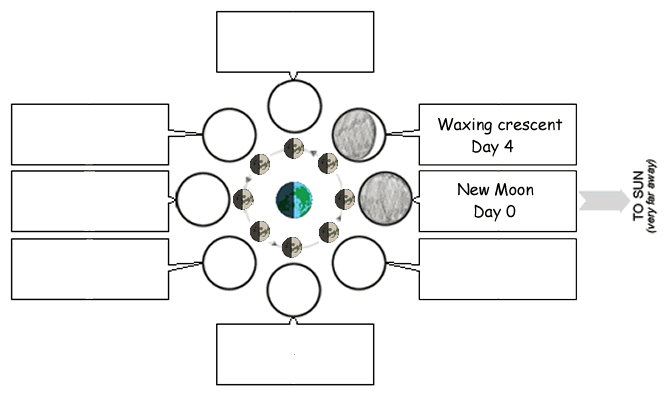 Waxing crescent
Day 4
New Moon
Day 0
TO SUN
(very far away)